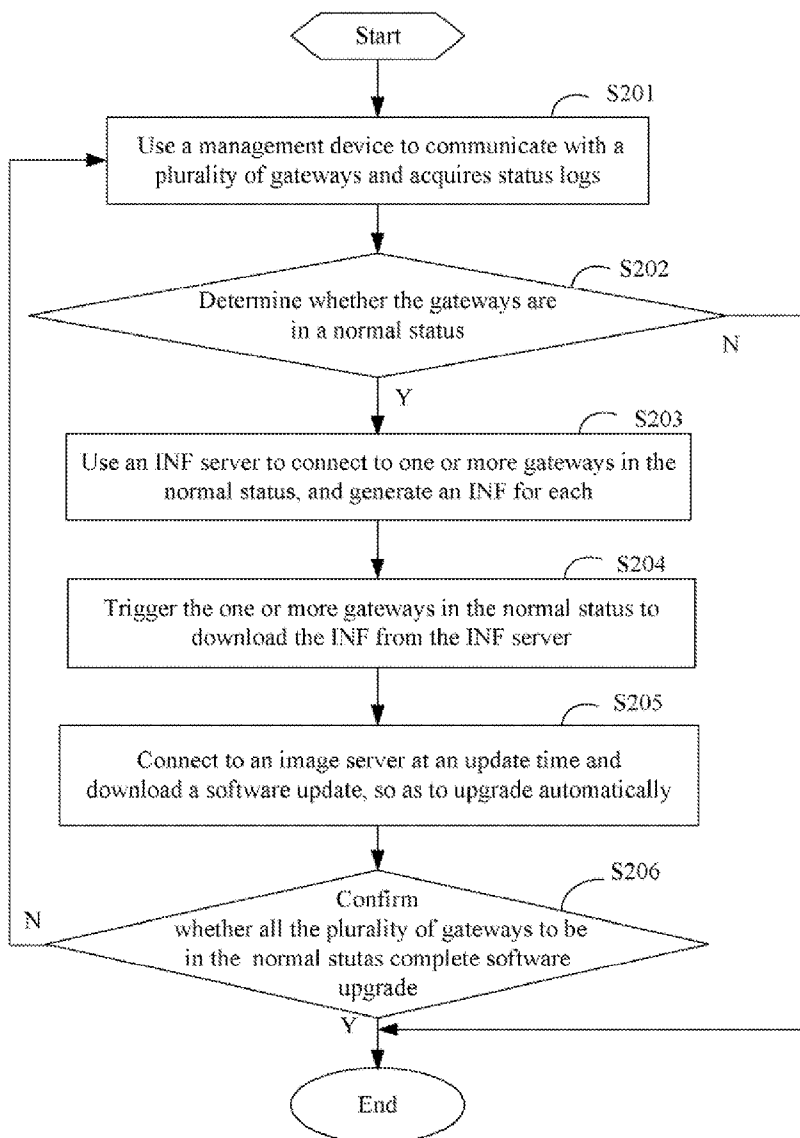 Start
S201
Use a management device to communicate with a
plurality of gateways and acquires status logs
S202
Determine whether the gateways are
in a normal status
N
Y
S203
Use an INF server to connect to one or more gateways in the
normal status, and generate an INF for each
S204
Trigger the one or more gateways in the normal status to
download the INF from the INF server
S205
Connect to an image server at an update time and
download a software update, so as to upgrade automatically
S206
Confirm
whether all the plurality of gateways to be
in the normal stutas complete software
upgrade
N
Y
End